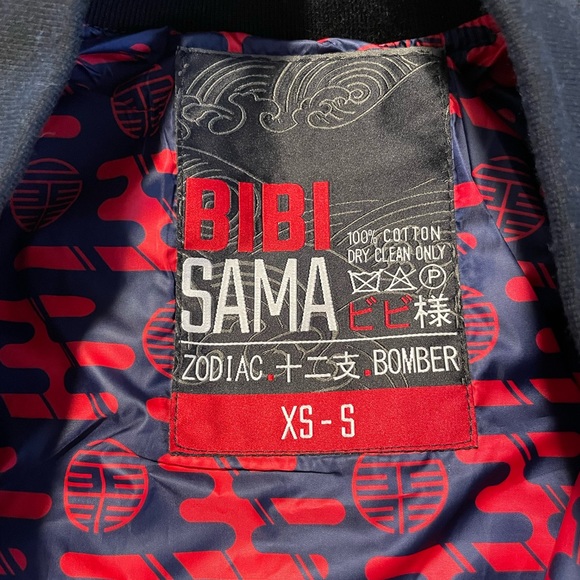 BIBI
SAMA
100% COTTON
DRY CLEAN ONLY
P
ビビ様
ZODIAC.十二支.BOMBER
XS-S